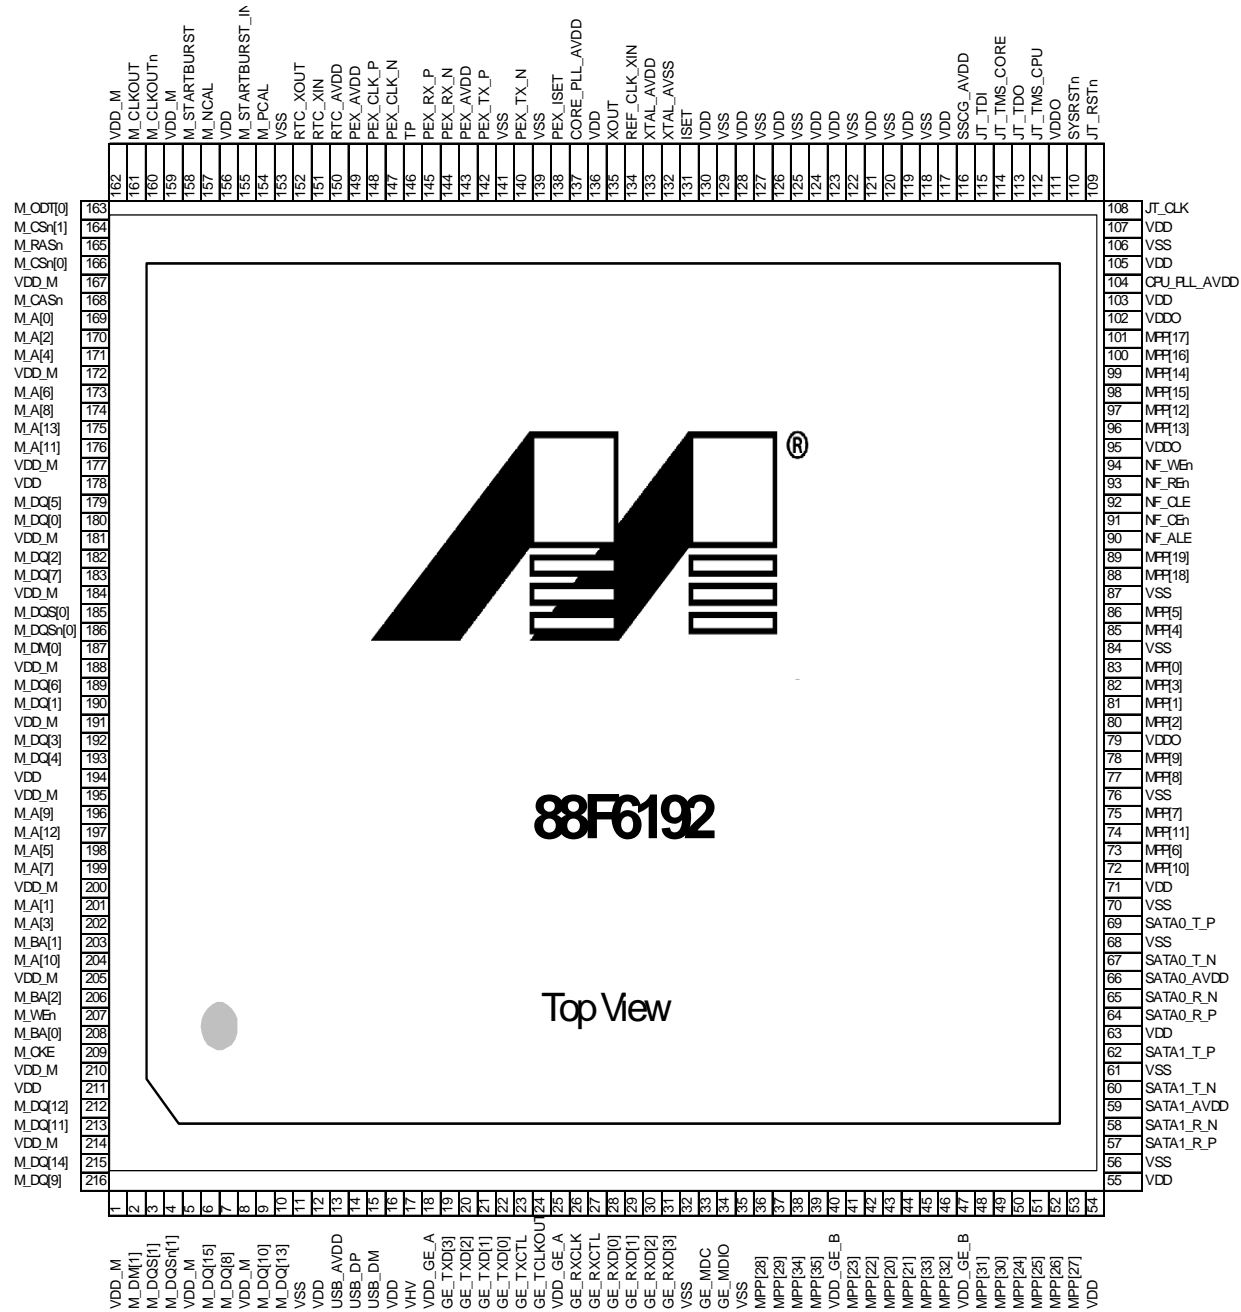 VDD_M 162
M_CLKOUT 161
M_CLKOUTn 160
VDD_M 159
M_STARTBURST 158
M_NCAL 157
VDD 156
M_STARTBURST_IN 155
M_PCAL 154
VSS 153
RTC_XOUT 152
RTC_XIN 151
RTC_AVDD 150
PEX_AVDD 149
PEX_CLK_P 148
PEX_CLK_N 147
TP 146
PEX_RX_P 145
PEX_RX_N 144
PEX_AVDD 143
PEX_TX_P 142
VSS 141
PEX_TX_N 140
VSS 139
PEX_ISET 138
CORE_PLL_AVDD 137
VDD 136
XOUT 135
REF_CLK_XIN 134
XTAL_AVDD 133
XTAL_AVSS 132
ISET 131
VDD 130
VSS 129
VDD 128
VSS 127
VDD 126
VSS 125
VDD 124
VDD 123
VSS 122
VDD 121
VSS 120
VDD 119
VSS 118
VDD 117
SSCG_AVDD 116
JT_TDI 115
JT_TMS_CORE 114
JT_TDO 113
JT_TMS_CPU 112
VDDO 111
SYSRSTn 110
JT_RSTn 109
M_ODT[0] 163
M_CSn[1] 164
M_RASn 165
M_CSn[0] 166
VDD_M 167
M_CASn 168
M_A[0] 169
M_A[2] 170
M_A[4] 171
VDD_M 172
M_A[6] 173
M_A[8] 174
M_A[13] 175
M_A[11] 176
VDD_M 177
VDD 178
M_DQ[5] 179
M_DQ[0] 180
VDD_M 181
M_DQ[2] 182
M_DQ[7] 183
VDD_M 184
M_DQS[0] 185
M_DQSn[0] 186
M_DM[0] 187
VDD_M 188
M_DQ[6] 189
M_DQ[1] 190
VDD_M 191
M_DQ[3] 192
M_DQ[4] 193
VDD 194
VDD_M 195
M_A[9] 196
M_A[12] 197
M_A[5] 198
M_A[7] 199
VDD_M 200
M_A[1] 201
M_A[3] 202
M_BA[1] 203
M_A[10] 204
VDD_M 205
M_BA[2] 206
M_WEn 207
M_BA[0] 208
M_CKE 209
VDD_M 210
VDD 211
M_DQ[12] 212
M_DQ[11] 213
VDD_M 214
M_DQ[14] 215
M_DQ[9] 216
®
88F6192
Top View
108 JT_CLK
107 VDD
106 VSS
105 VDD
104 CPU_PLL_AVDD
103 VDD
102 VDDO
101 MPP[17]
100 MPP[16]
99 MPP[14]
98 MPP[15]
97 MPP[12]
96 MPP[13]
95 VDDO
94 NF_WEn
93 NF_REn
92 NF_CLE
91 NF_CEn
90 NF_ALE
89 MPP[19]
88 MPP[18]
87 VSS
86 MPP[5]
85 MPP[4]
84 VSS
83 MPP[0]
82 MPP[3]
81 MPP[1]
80 MPP[2]
79 VDDO
78 MPP[9]
77 MPP[8]
76 VSS
75 MPP[7]
74 MPP[11]
73 MPP[6]
72 MPP[10]
71 VDD
70 VSS
69 SATA0_T_P
68 VSS
67 SATA0_T_N
66 SATA0_AVDD
65 SATA0_R_N
64 SATA0_R_P
63 VDD
62 SATA1_T_P
61 VSS
60 SATA1_T_N
59 SATA1_AVDD
58 SATA1_R_N
57 SATA1_R_P
56 VSS
55 VDD
1 VDD_M
2 M_DM[1]
3 M_DQS[1]
4 M_DQSn[1]
5 VDD_M
6 M_DQ[15]
7 M_DQ[8]
8 VDD_M
9 M_DQ[10]
10 M_DQ[13]
11 VSS
12 VDD
13 USB_AVDD
14 USB_DP
15 USB_DM
16 VDD
17 VHV
18 VDD_GE_A
19 GE_TXD[3]
20 GE_TXD[2]
21 GE_TXD[1]
22 GE_TXD[0]
23 GE_TXCTL
24 GE_TCLKOUT
25 VDD_GE_A
26 GE_RXCLK
27 GE_RXCTL
28 GE_RXD[0]
29 GE_RXD[1]
30 GE_RXD[2]
31 GE_RXD[3]
32 VSS
33 GE_MDC
34 GE_MDIO
35 VSS
36 MPP[28]
37 MPP[29]
38 MPP[34]
39 MPP[35]
40 VDD_GE_B
41 MPP[23]
42 MPP[22]
43 MPP[20]
44 MPP[21]
45 MPP[33]
46 MPP[32]
47 VDD_GE_B
48 MPP[31]
49 MPP[30]
50 MPP[24]
51 MPP[25]
52 MPP[26]
53 MPP[27]
54 VDD